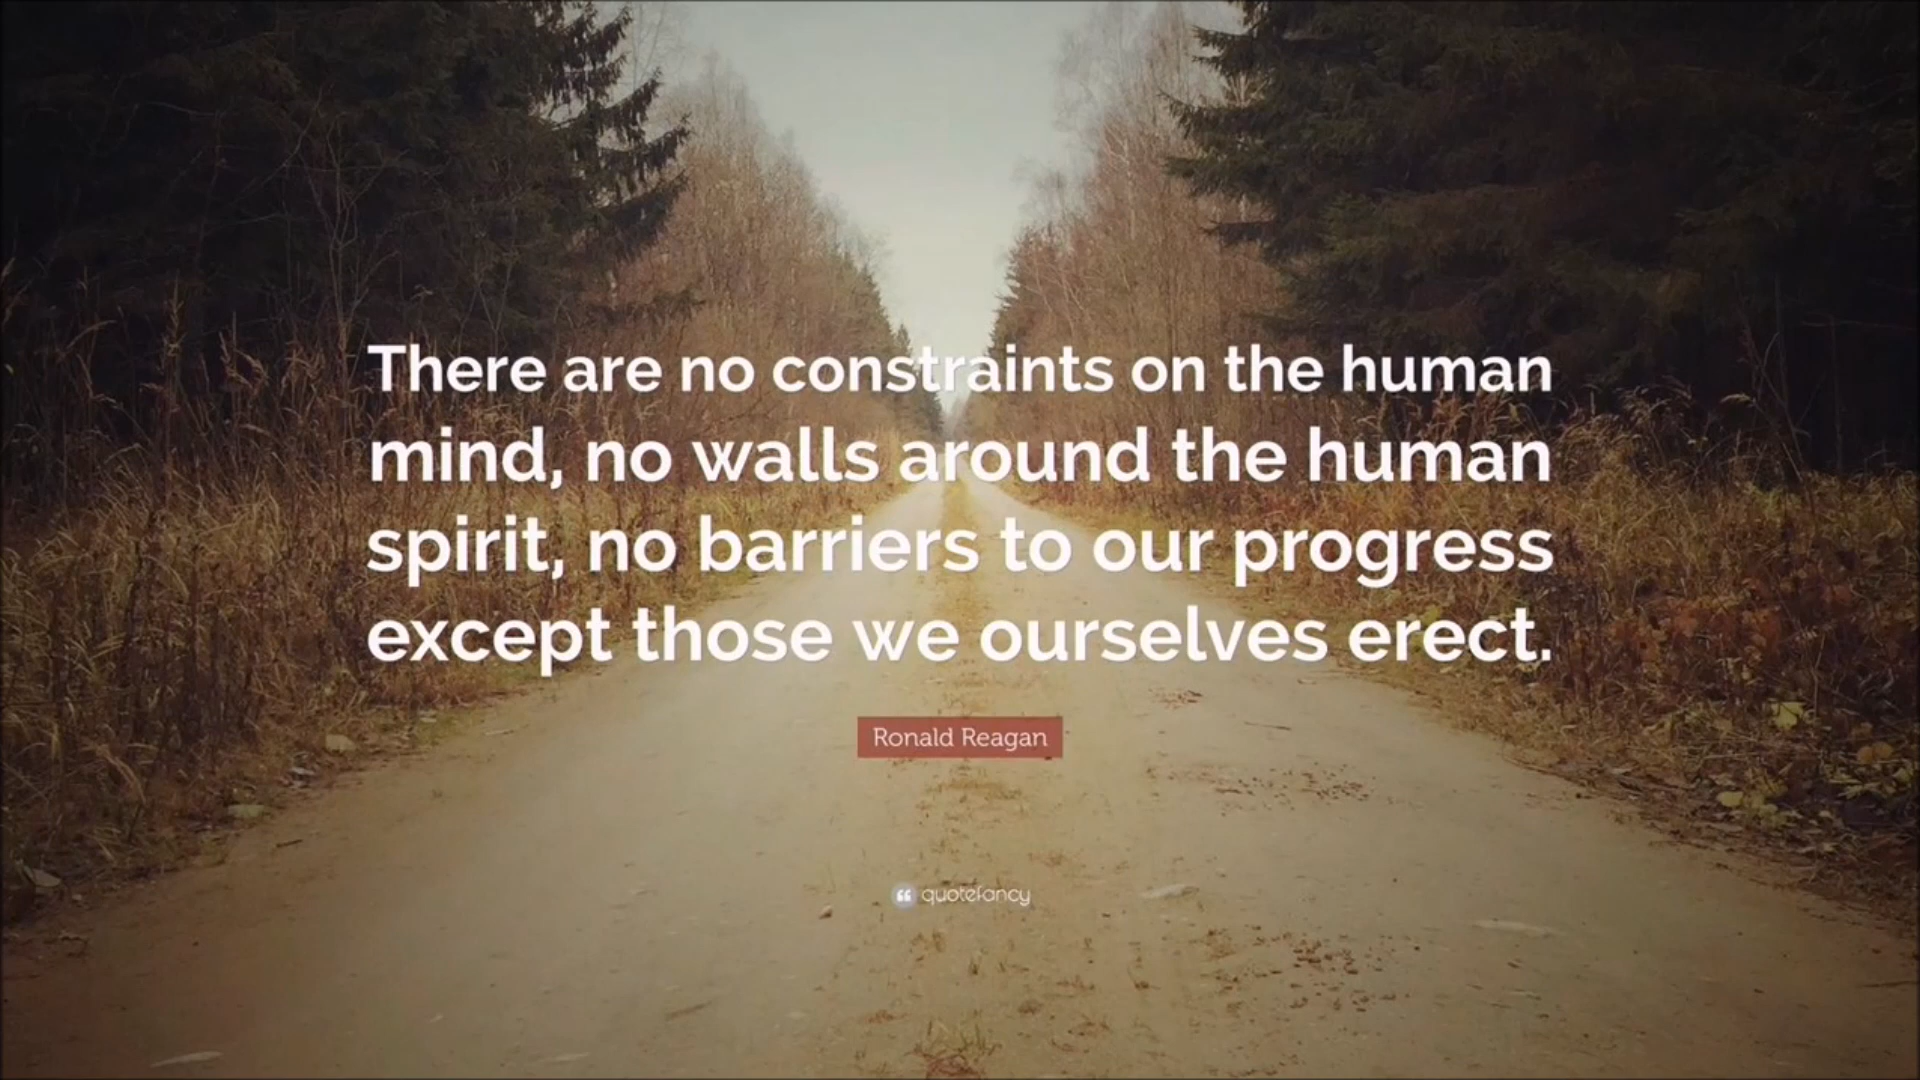 There are no constraints on the human
mind, no walls around the human
spirit, no barriers to our progress
except those we ourselves erect.
Ronald Reagan
“ quotefancy